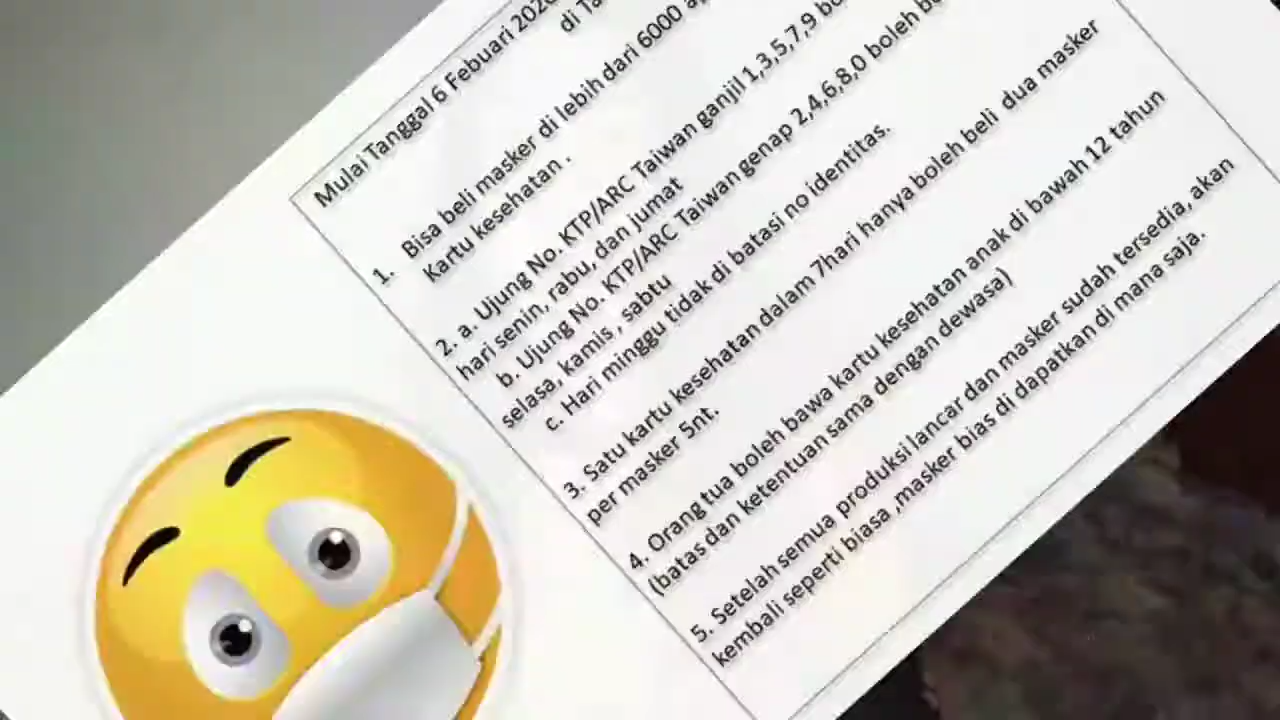 Mulai Tanggal 6 Febuari 2020
di
1. Bisa beli masker di lebih dari 6000
Kartu kesehatan .
2. a. Ujung No. KTP/ARC Taiwan ganjil 1,3,5,7,9
hari senin, rabu, dan jumat
b. Ujung No. KTP/ARC Taiwan genap 2,4,6,8,0 boleh
selasa, kamis , sabtu
c. Hari minggu tidak di batasi no identitas.
3. Satu kartu kesehatan dalam 7hari hanya boleh beli dua masker
per masker 5nt.
4. Orang tua boleh bawa kartu kesehatan anak di bawah 12 tahun
(batas dan ketentuan sama dengan dewasa)
5. Setelah semua produksi lancar dan masker sudah tersedia, akan
kembali seperti biasa ,masker bias di dapatkan di mana saja.